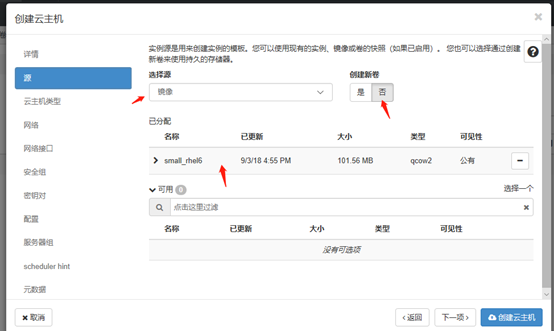 创建云主机
×
详情
源
云主机类型
网络
网络接口
安全组
密钥对
配置
服务器组
scheduler hint
元数据
实例源是用来创建实例的模板。您可以使用现有的实例、镜像或卷的快照（如果已启用）。 您也可以选择通过创建
新卷来使用持久的存储器。
?
选择源 创建新卷
镜像 是 否
已分配
名称 已更新 大小 类型 可见性
small_rhel6 9/3/18 4:55 PM 101.56 MB qcow2 公有
可用 0 选择一个
点击这里过滤 ×
名称 已更新 大小 类型 可见性
没有可选项
×取消 ‹返回 下一项› 创建云主机